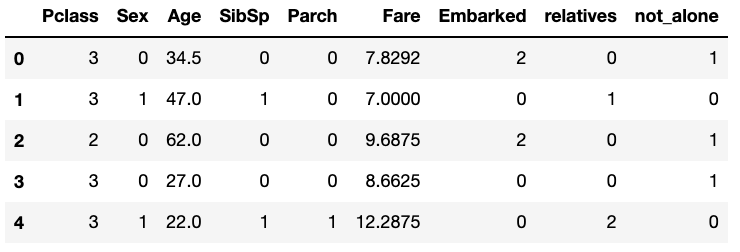 Pclass Sex Age SibSp Parch Fare Embarked relatives not_alone
0 3 0 34.5 0 0 7.8292 2 0 1
1 3 1 47.0 1 0 7.0000 0 1 0
2 2 0 62.0 0 0 9.6875 2 0 1
3 3 0 27.0 0 0 8.6625 0 0 1
4 3 1 22.0 1 1 12.2875 0 2 0